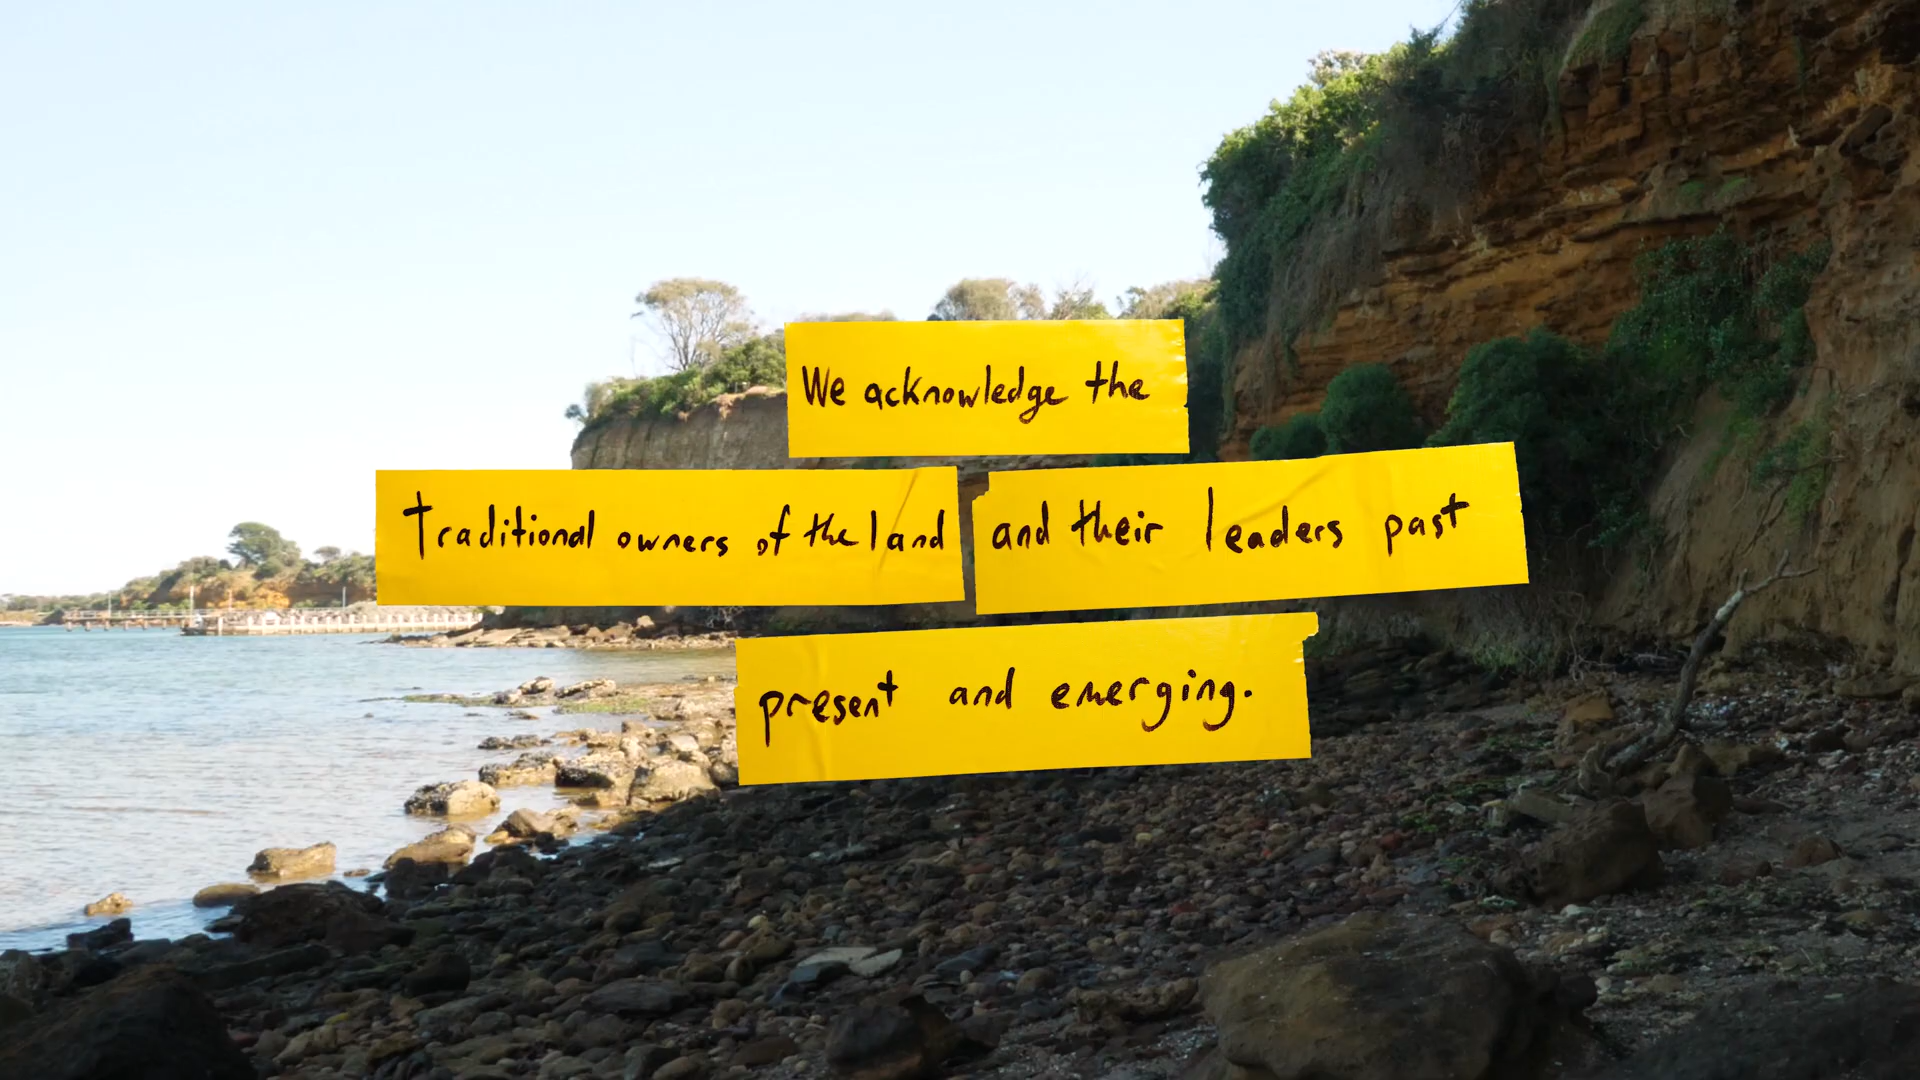 We acknowledge the
traditional owners of the land
and their leaders past
present and emerging.